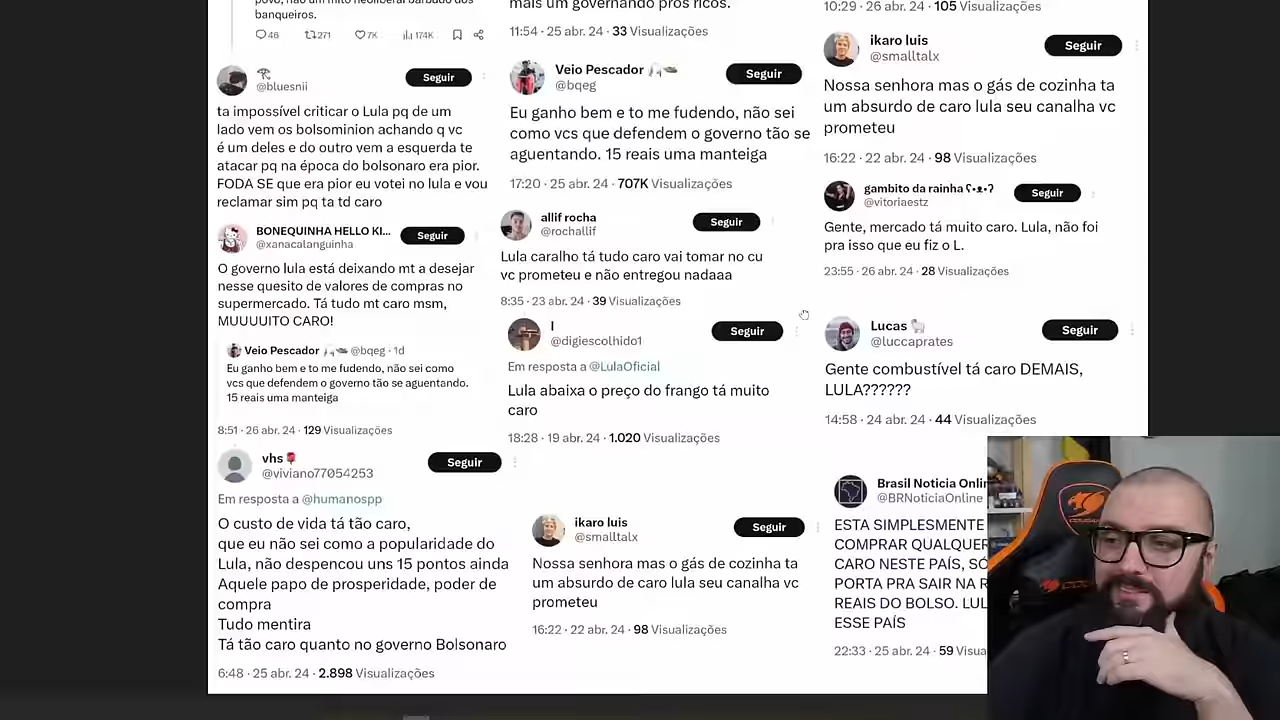 banqueiros.
46 271 7K 174K
@bluesnii
Seguir
ta impossível criticar o Lula pq de um
lado vem os bolsominion achando q vc
é um deles e do outro vem a esquerda te
atacar pq na época do bolsonaro era pior.
FODA SE que era pior eu votei no lula e vou
reclamar sim pq ta td caro
BONEQUINHA HELLO KI...
@xanacalanguinha
Seguir
O governo lula está deixando mt a desejar
nesse quesito de valores de compras no
supermercado. Tá tudo mt caro msm,
MUUUUITO CARO!
Veio Pescador @bqeg · 1d
Eu ganho bem e to me fudendo, não sei como
vcs que defendem o governo tão se aguentando.
15 reais uma manteiga
8:51 · 26 abr. 24 · 129 Visualizações
vhs
@viviano77054253
Seguir
Em resposta a @humanospp
O custo de vida tá tão caro,
que eu não sei como a popularidade do
Lula, não despencou uns 15 pontos ainda
Aquele papo de prosperidade, poder de
compra
Tudo mentira
Tá tão caro quanto no governo Bolsonaro
6:48 · 25 abr. 24 · 2.898 Visualizações
mais um governando pros ricos.
11:54 · 25 abr. 24 · 33 Visualizações
Veio Pescador
@bqeg
Seguir
Eu ganho bem e to me fudendo, não sei
como vcs que defendem o governo tão se
aguentando. 15 reais uma manteiga
17:20 · 25 abr. 24 · 707K Visualizações
allif rocha
@rochallif
Seguir
Lula caralho tá tudo caro vai tomar no cu
vc prometeu e não entregou nadaaa
8:35 · 23 abr. 24 · 39 Visualizações
l
@digiescolhido1
Seguir
Em resposta a @LulaOficial
Lula abaixa o preço do frango tá muito
caro
18:28 · 19 abr. 24 · 1.020 Visualizações
ikaro luis
@smalltalx
Seguir
Nossa senhora mas o gás de cozinha ta
um absurdo de caro lula seu canalha vc
prometeu
16:22 · 22 abr. 24 · 98 Visualizações
10:29 · 26 abr. 24 · 105 Visualizações
ikaro luis
@smalltalx
Seguir
Nossa senhora mas o gás de cozinha ta
um absurdo de caro lula seu canalha vc
prometeu
16:22 · 22 abr. 24 · 98 Visualizações
gambito da rainha ʕ•ᴥ•ʔ
@vitoriaestz
Seguir
Gente, mercado tá muito caro. Lula, não foi
pra isso que eu fiz o L.
23:55 · 26 abr. 24 · 28 Visualizações
Lucas
@luccaprates
Seguir
Gente combustível tá caro DEMAIS,
LULA??????
14:58 · 24 abr. 24 · 44 Visualizações
Brasil Noticia Onlin
@BRNoticiaOnline
ESTA SIMPLESMENTE
COMPRAR QUALQUER
CARO NESTE PAÍS, SÓ
PORTA PRA SAIR NA R
REAIS DO BOLSO. LUL
ESSE PAÍS
22:33 · 25 abr. 24 · 59 Visua
COUGAR